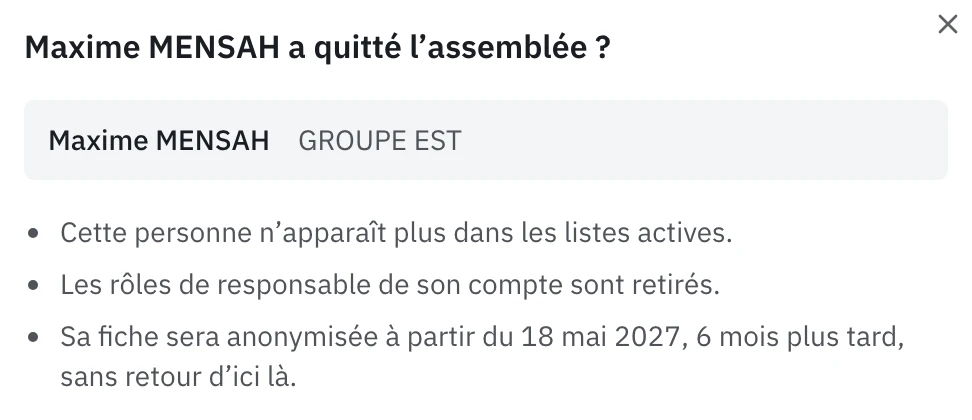 Maxime MENSAH a quitté l’assemblée ?
Maxime MENSAH GROUPE EST
• Cette personne n’apparaît plus dans les listes actives.
• Les rôles de responsable de son compte sont retirés.
• Sa fiche sera anonymisée à partir du 18 mai 2027, 6 mois plus tard,
sans retour d’ici là.